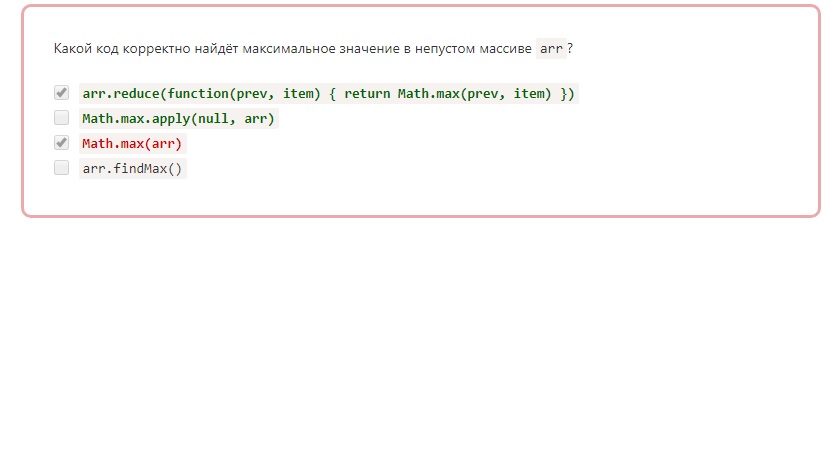 Какой код корректно найдёт максимальное значение в непустом массиве arr?
arr.reduce(function(prev, item) { return Math.max(prev, item) })
Math.max.apply(null, arr)
Math.max(arr)
arr.findMax()